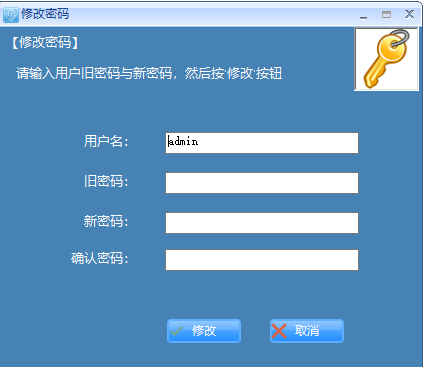 修改密码
【修改密码】
请输入用户旧密码与新密码，然后按'修改'按钮
用户名：
admin
旧密码：
新密码：
确认密码：
修改
取消